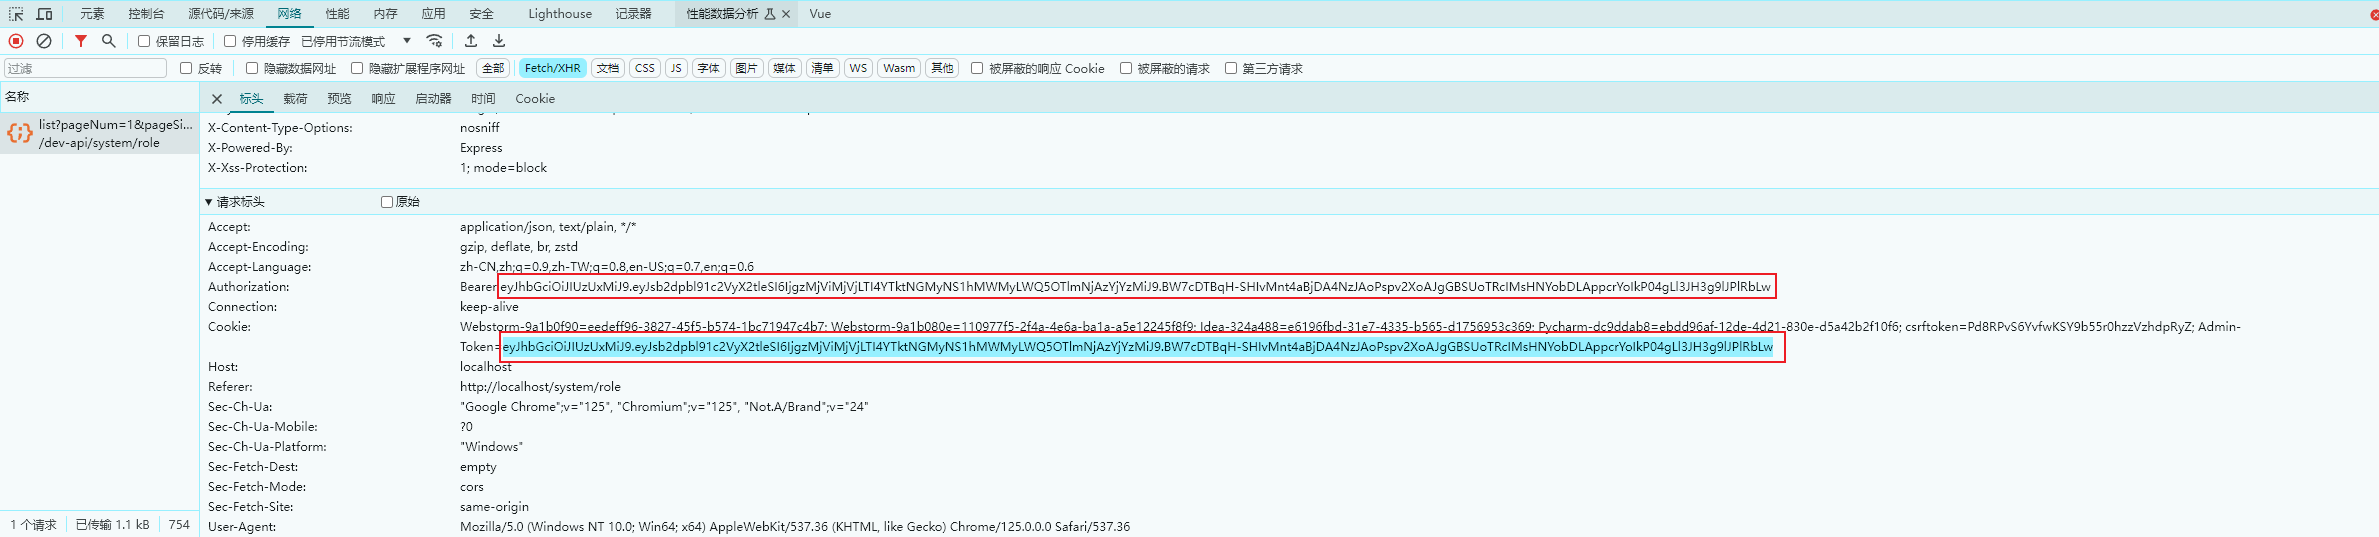 元素 控制台 源代码/来源 网络 性能 内存 应用 安全 Lighthouse 记录器 性能数据分析 Vue
保留日志 停用缓存 已停用节流模式
过滤 反转 隐藏数据网址 隐藏扩展程序网址 全部 Fetch/XHR 文档 CSS JS 字体 图片 媒体 清单 WS Wasm 其他 被屏蔽的响应 Cookie 被屏蔽的请求 第三方请求
名称
标头 载荷 预览 响应 启动器 时间 Cookie
list?pageNum=1&pageSi...
/dev-api/system/role
X-Content-Type-Options: nosniff
X-Powered-By: Express
X-Xss-Protection: 1; mode=block
请求标头 原始
Accept: application/json, text/plain, */*
Accept-Encoding: gzip, deflate, br, zstd
Accept-Language: zh-CN,zh;q=0.9,zh-TW;q=0.8,en-US;q=0.7,en;q=0.6
Authorization: Bearer eyJhbGciOiJIUzUxMiJ9.eyJsb2dpbl91c2VyX2tleSI6IjgzMjViMjVjLTI4YTktNGMyNS1hMWMyLWQ5OTlmNjAzYjYzMiJ9.BW7cDTBqH-SHIvMnt4aBjDA4NzJAoPspv2XoAJgGBSUoTRcIMsHNYobDLAppcrYoIkP04gLl3JH3g9lJPlRbLw
Connection: keep-alive
Cookie: Webstorm-9a1b0f90=eedeff96-3827-45f5-b574-1bc71947c4b7; Webstorm-9a1b080e=110977f5-2f4a-4e6a-ba1a-a5e12245f8f9; Idea-324a488=e6196fbd-31e7-4335-b565-d1756953c369; Pycharm-dc9ddab8=ebdd96af-12de-4d21-830e-d5a42b2f10f6; csrftoken=Pd8RPvS6YvfwKSY9b55r0hzzVzhdpRyZ; Admin-
Token=eyJhbGciOiJIUzUxMiJ9.eyJsb2dpbl91c2VyX2tleSI6IjgzMjViMjVjLTI4YTktNGMyNS1hMWMyLWQ5OTlmNjAzYjYzMiJ9.BW7cDTBqH-SHIvMnt4aBjDA4NzJAoPspv2XoAJgGBSUoTRcIMsHNYobDLAppcrYoIkP04gLl3JH3g9lJPlRbLw
Host: localhost
Referer: http://localhost/system/role
Sec-Ch-Ua: "Google Chrome";v="125", "Chromium";v="125", "Not.A/Brand";v="24"
Sec-Ch-Ua-Mobile: ?0
Sec-Ch-Ua-Platform: "Windows"
Sec-Fetch-Dest: empty
Sec-Fetch-Mode: cors
Sec-Fetch-Site: same-origin
User-Agent: Mozilla/5.0 (Windows NT 10.0; Win64; x64) AppleWebKit/537.36 (KHTML, like Gecko) Chrome/125.0.0.0 Safari/537.36
1 个请求 已传输 1.1 kB 754